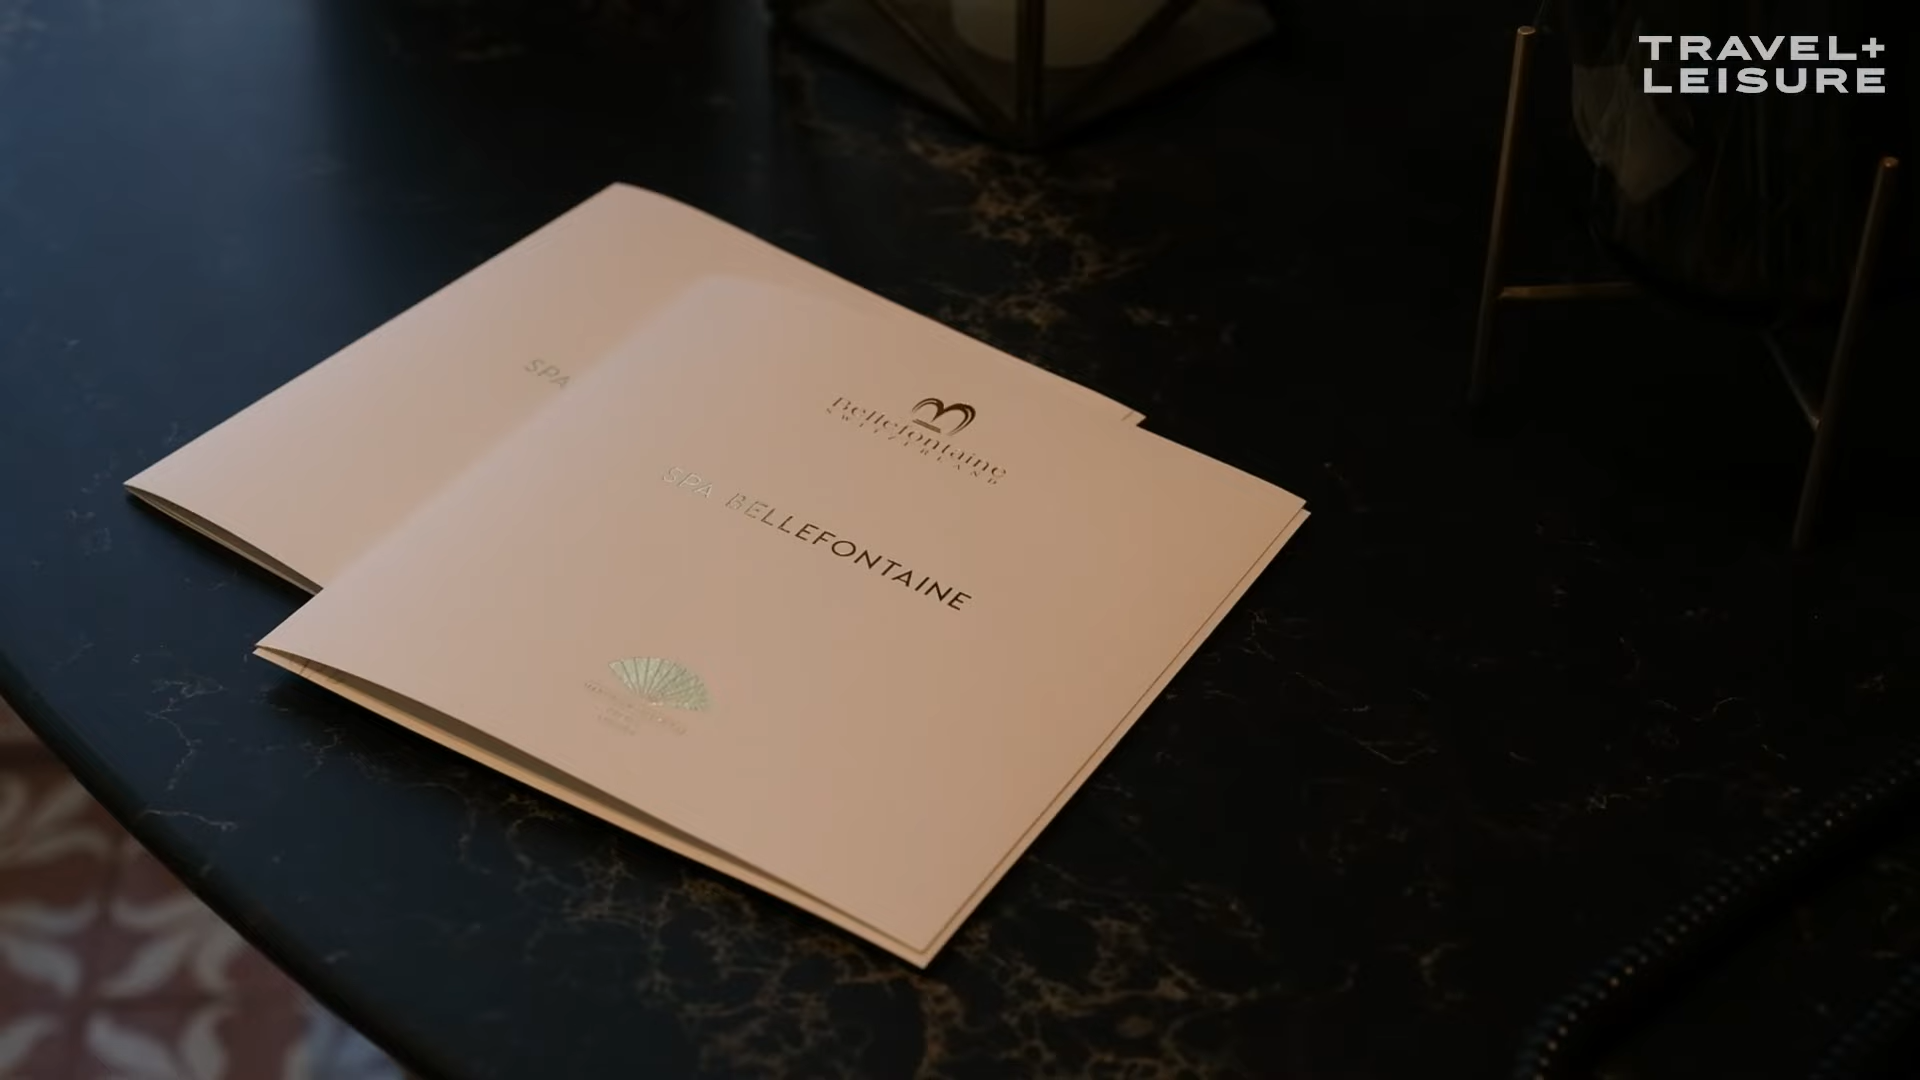 TRAVEL+
LEISURE
SPA
Bellefontaine
SWITZERLAND
SPA BELLEFONTAINE